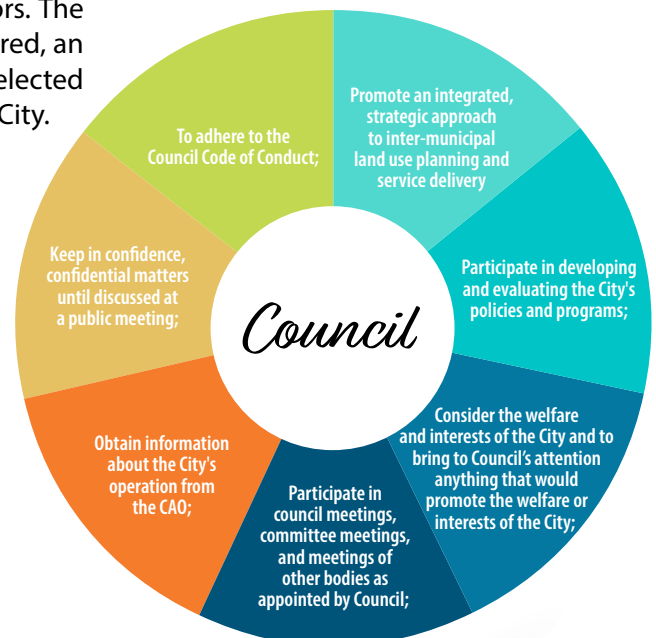 ors. The
red, an
elected
City.
Promote an integrated,
strategic approach
to inter-municipal
land use planning and
service delivery
Participate in developing
and evaluating the City's
policies and programs;
Consider the welfare
and interests of the City and to
bring to Council’s attention
anything that would
promote the welfare or
interests of the City;
Participate in
council meetings,
committee meetings,
and meetings of
other bodies as
appointed by Council;
Obtain information
about the City's
operation from
the CAO;
Keep in confidence,
confidential matters
until discussed at
a public meeting;
To adhere to the
Council Code of Conduct;
Council